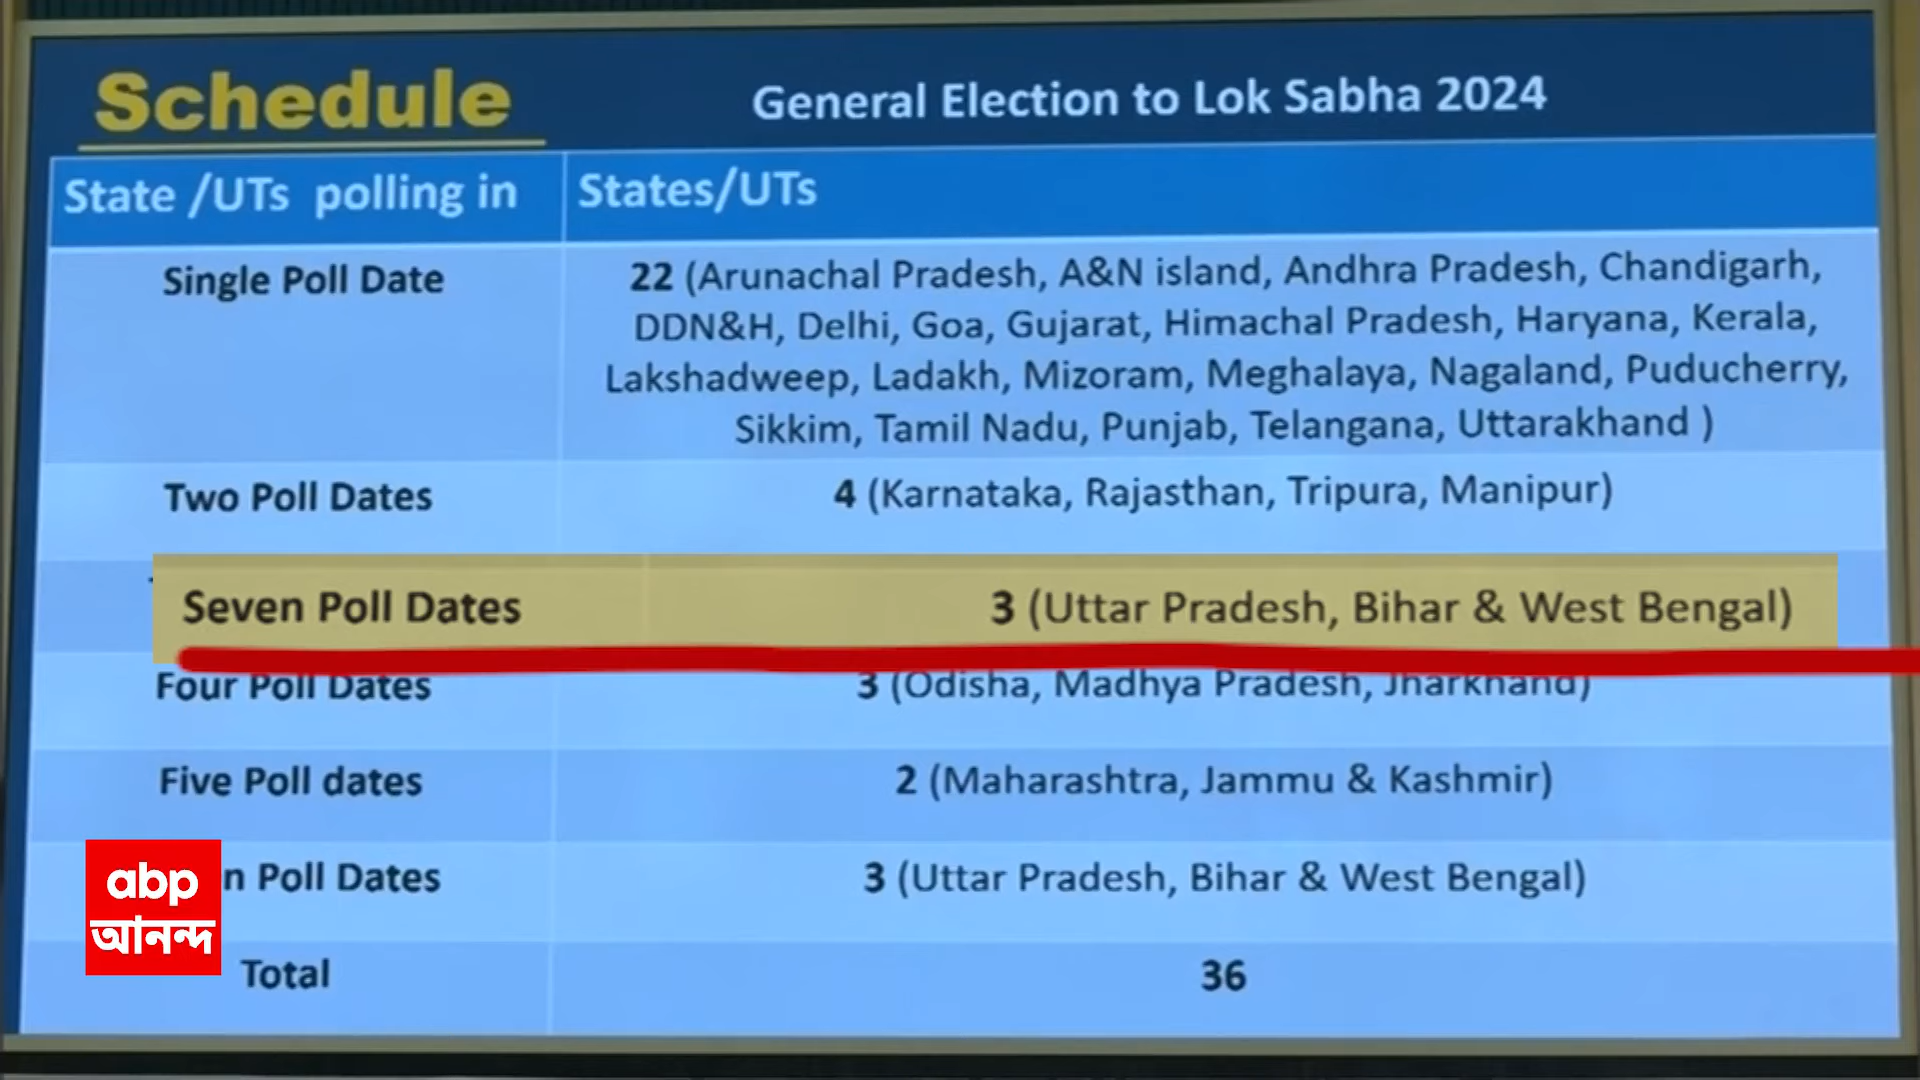 Schedule
General Election to Lok Sabha 2024
State /UTs polling in
States/UTs
Single Poll Date
22 (Arunachal Pradesh, A&N island, Andhra Pradesh, Chandigarh,
DDN&H, Delhi, Goa, Gujarat, Himachal Pradesh, Haryana, Kerala,
Lakshadweep, Ladakh, Mizoram, Meghalaya, Nagaland, Puducherry,
Sikkim, Tamil Nadu, Punjab, Telangana, Uttarakhand )
Two Poll Dates
4 (Karnataka, Rajasthan, Tripura, Manipur)
Seven Poll Dates
3 (Uttar Pradesh, Bihar & West Bengal)
Four Poll Dates
3 (Odisha, Madhya Pradesh, Jharkhand)
Five Poll dates
2 (Maharashtra, Jammu & Kashmir)
n Poll Dates
3 (Uttar Pradesh, Bihar & West Bengal)
Total
36
abp
আনন্দ